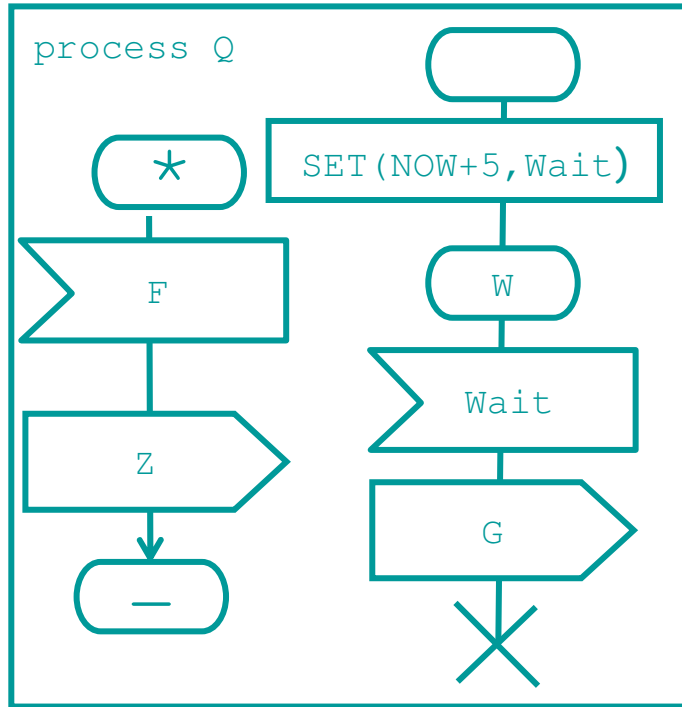 process Q
*
F
Z
_
SET(NOW+5,Wait)
W
Wait
G